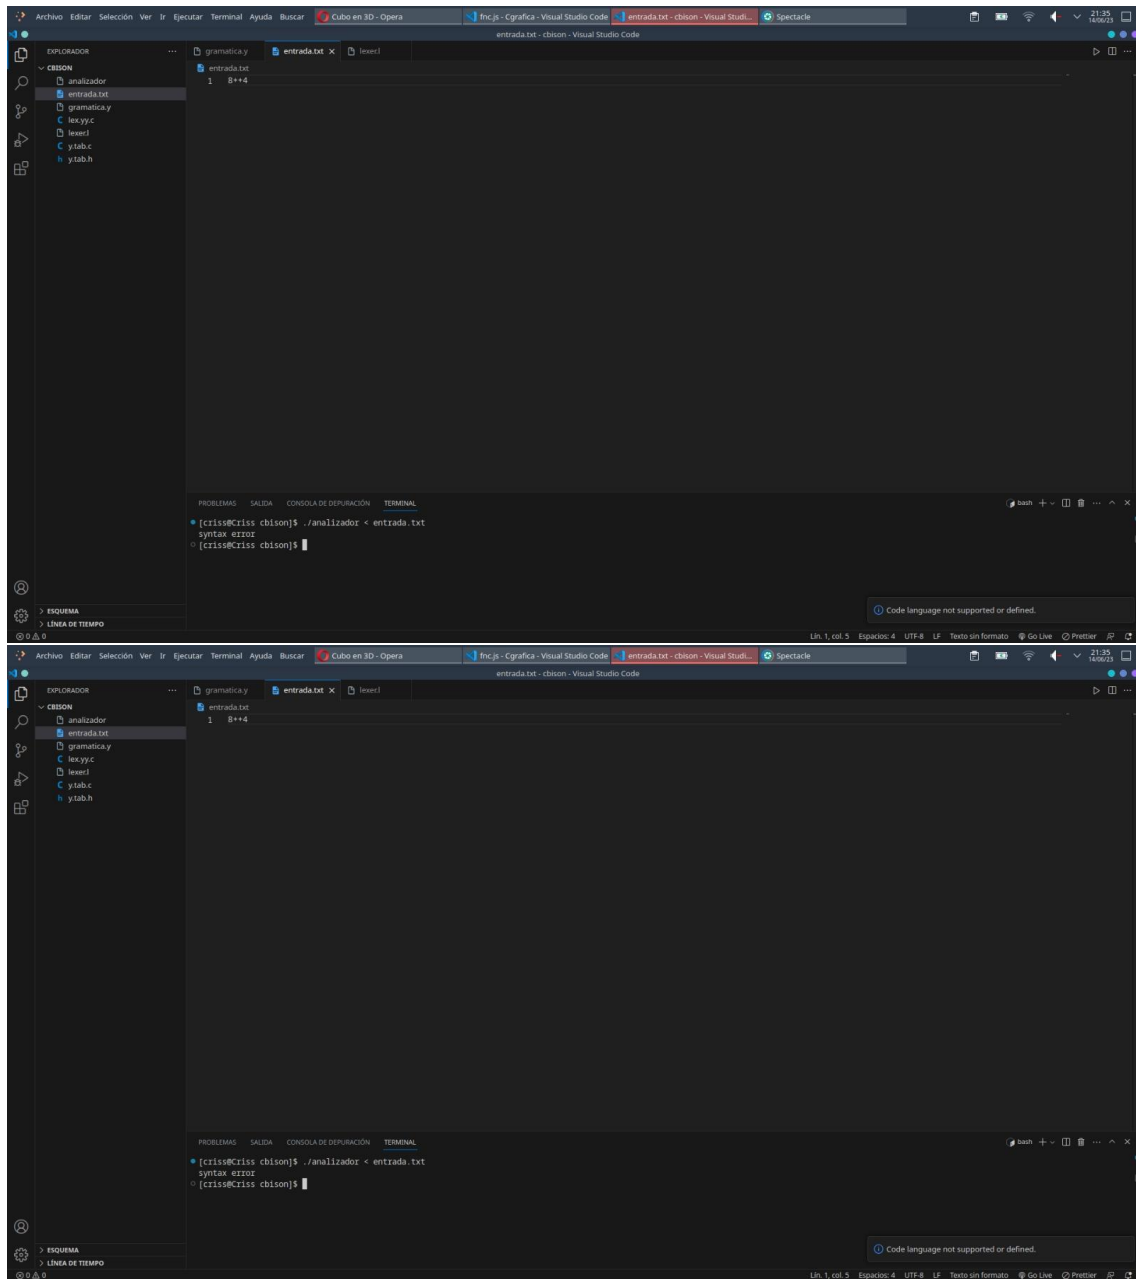 Archivo Editar Selección Ver Ir Ejecutar Terminal Ayuda Buscar Cubo en 3D - Opera fnc.js - Cgrafica - Visual Studio Code entrada.txt - cbison - Visual Studi... Spectacle 21:35
14/06/23
entrada.txt - cbison - Visual Studio Code
EXPLORADOR ... gramatica.y entrada.txt × lexer.l
CBISON entrada.txt
analizador 1 8++4
entrada.txt
gramatica.y
lex.yy.c
lexer.l
y.tab.c
y.tab.h
PROBLEMAS SALIDA CONSOLA DE DEPURACIÓN TERMINAL bash
[criss@Criss cbison]$ ./analizador < entrada.txt
syntax error
[criss@Criss cbison]$
ESQUEMA Code language not supported or defined.
LÍNEA DE TIEMPO
0 0 Lín. 1, col. 5 Espacios: 4 UTF-8 LF Texto sin formato Go Live Prettier
Archivo Editar Selección Ver Ir Ejecutar Terminal Ayuda Buscar Cubo en 3D - Opera fnc.js - Cgrafica - Visual Studio Code entrada.txt - cbison - Visual Studi... Spectacle 21:35
14/06/23
entrada.txt - cbison - Visual Studio Code
EXPLORADOR ... gramatica.y entrada.txt × lexer.l
CBISON entrada.txt
analizador 1 8++4
entrada.txt
gramatica.y
lex.yy.c
lexer.l
y.tab.c
y.tab.h
PROBLEMAS SALIDA CONSOLA DE DEPURACIÓN TERMINAL bash
[criss@Criss cbison]$ ./analizador < entrada.txt
syntax error
[criss@Criss cbison]$
ESQUEMA Code language not supported or defined.
LÍNEA DE TIEMPO
0 0 Lín. 1, col. 5 Espacios: 4 UTF-8 LF Texto sin formato Go Live Prettier